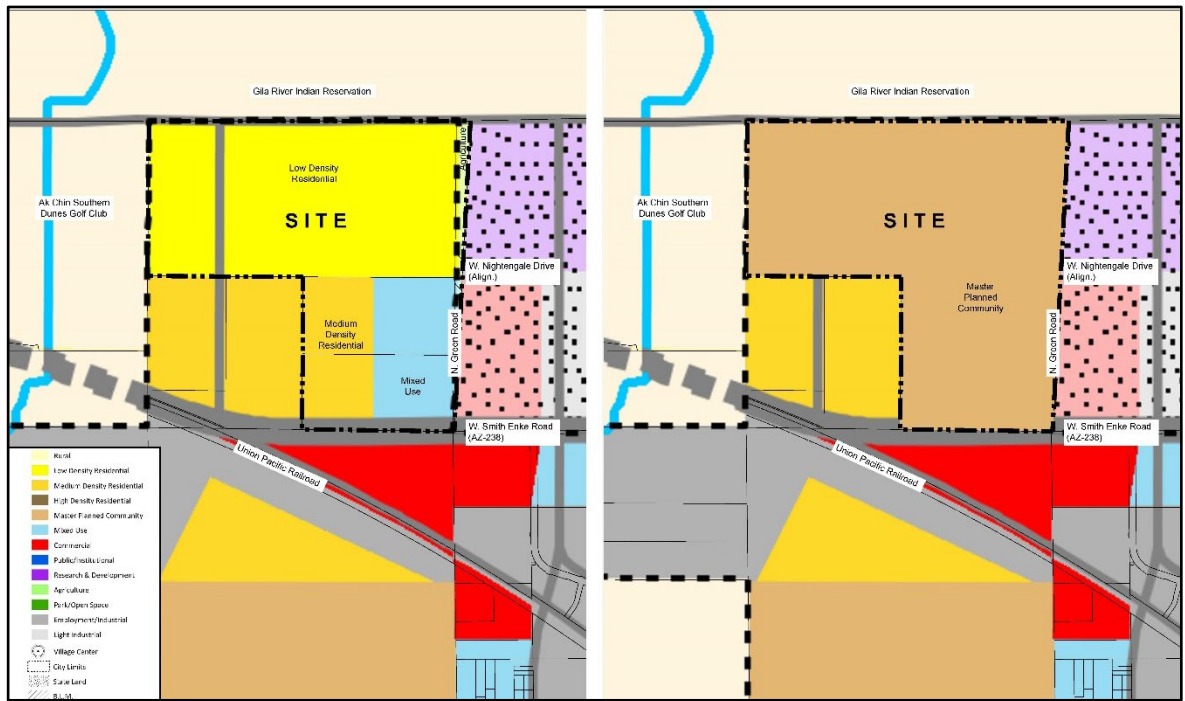 Gila River Indian Reservation
Agriculture
Low Density
Residential
Ak Chin Southern
Dunes Golf Club
SITE
W. Nightengale Drive
(Align.)
Medium
Density
Residential
N. Green Road
Mixed
Use
W. Smith Enke Road
(AZ-238)
Union Pacific Railroad
Rural
Low Density Residential
Medium Density Residential
High Density Residential
Master Planned Community
Mixed Use
Commercial
Public/Institutional
Research & Development
Agriculture
Park/Open Space
Employment/Industrial
Light Industrial
Village Center
City Limits
State Land
B.L.M.
Gila River Indian Reservation
Ak Chin Southern
Dunes Golf Club
SITE
W. Nightengale Drive
(Align.)
Master
Planned
Community
N. Green Road
W. Smith Enke Road
(AZ-238)
Union Pacific Railroad